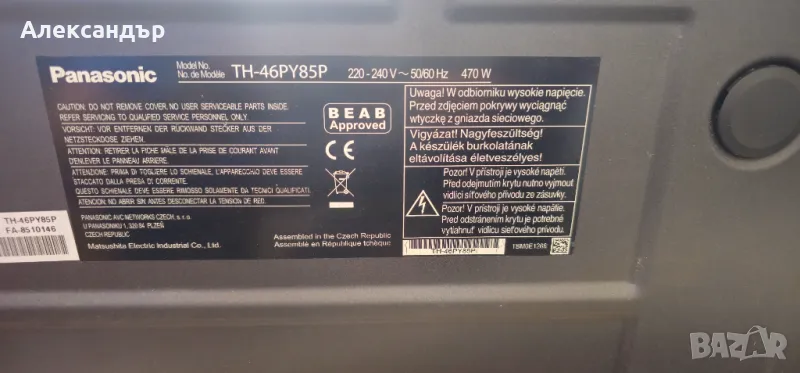 Александър
Panasonic
Model No.
No. de Modèle
TH-46PY85P
220 - 240 V ~ 50/60 Hz 470 W
CAUTION: DO NOT REMOVE COVER. NO USER SERVICEABLE PARTS INSIDE.
REFER SERVICING TO QUALIFIED SERVICE PERSONNEL.
VORSICHT: VOR ENTFERNEN DER RÜCKWAND STECKER AUS DER
NETZSTECKDOSE ZIEHEN.
ATTENTION: RETIRER LA FICHE MÂLE DE LA PRISE DE COURANT AVANT
D'ENLEVER LE PANNEAU ARRIERE.
ATTENZIONE: PRIMA DI TOGLIERE LO SCHIENALE, L'APPARECCHIO DEVE ESSERE
STACCATO DALLA PRESA DI CORRENTE.
QUESTO SCHIENALE DEVE ESSERE RIMOSSO SOLAMENTE DA TECNICI QUALIFICATI.
ATENCION NO ABRIR SIN ANTES DESCONECTAR LA TENSION DE RED.
PANASONIC AVC NETWORKS CZECH, s. r. o.
U PANASONIKU 1, 320 84 PLZEŇ
CZECH REPUBLIC
Matsushita Electric Industrial Co., Ltd.
BEAB
Approved
CE
Assembled in the Czech Republic
Assemblé en République tchèque
Uwaga! W odbiorniku wysokie napięcie.
Przed zdjęciem pokrywy wyciągnąć
wtyczkę z gniazda sieciowego.
Vigyázat! Nagyfeszültség!
A készülék burkolatának
eltávolítása életveszélyes!
Pozor! V přístroji je vysoké napětí.
Před odejmutím krytu nutno vyjmout
vidlici síťového přívodu ze zásuvky.
Pozor! V prístroji je vysoké napätie.
Pred odstránením krytu je potrebné
vytiahnuť vidlicu sieťového prívodu.
TH-46PY85P
TBM0E1288
TH-46PY85P
FA-8510146
BAZAR